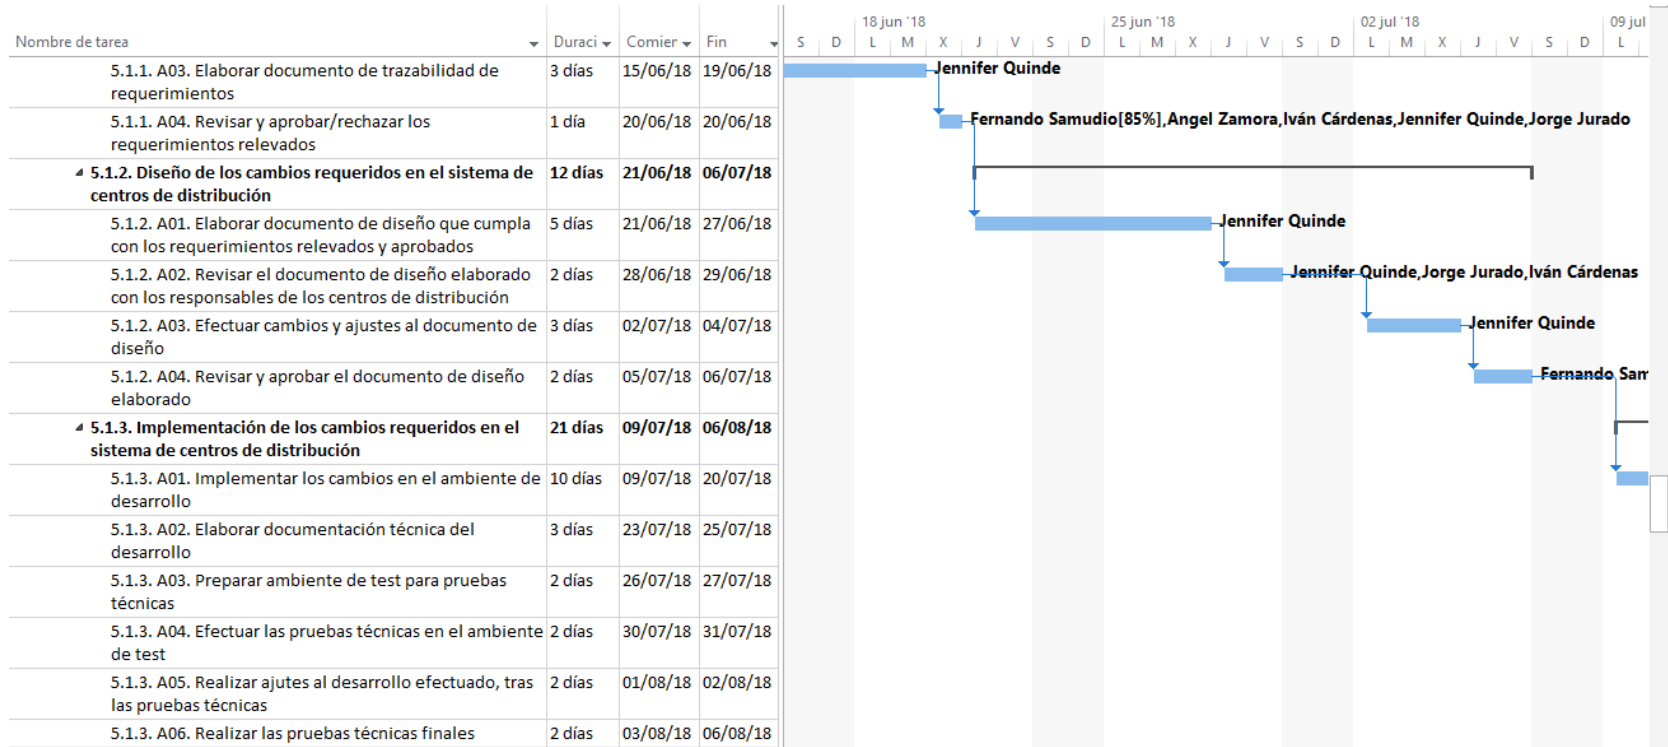 18 jun '18 25 jun '18 02 jul '18 09 jul
Nombre de tarea Duraci Comier Fin S D L M X J V S D L M X J V S D L M X J V S D L
5.1.1. A03. Elaborar documento de trazabilidad de 3 días 15/06/18 19/06/18 Jennifer Quinde
requerimientos
5.1.1. A04. Revisar y aprobar/rechazar los 1 día 20/06/18 20/06/18 Fernando Samudio[85%],Angel Zamora,Iván Cárdenas,Jennifer Quinde,Jorge Jurado
requerimientos relevados
5.1.2. Diseño de los cambios requeridos en el sistema de 12 días 21/06/18 06/07/18
centros de distribución
5.1.2. A01. Elaborar documento de diseño que cumpla 5 días 21/06/18 27/06/18 Jennifer Quinde
con los requerimientos relevados y aprobados
5.1.2. A02. Revisar el documento de diseño elaborado 2 días 28/06/18 29/06/18 Jennifer Quinde,Jorge Jurado,Iván Cárdenas
con los responsables de los centros de distribución
5.1.2. A03. Efectuar cambios y ajustes al documento de 3 días 02/07/18 04/07/18 Jennifer Quinde
diseño
5.1.2. A04. Revisar y aprobar el documento de diseño 2 días 05/07/18 06/07/18 Fernando Sam
elaborado
5.1.3. Implementación de los cambios requeridos en el 21 días 09/07/18 06/08/18
sistema de centros de distribución
5.1.3. A01. Implementar los cambios en el ambiente de 10 días 09/07/18 20/07/18
desarrollo
5.1.3. A02. Elaborar documentación técnica del 3 días 23/07/18 25/07/18
desarrollo
5.1.3. A03. Preparar ambiente de test para pruebas 2 días 26/07/18 27/07/18
técnicas
5.1.3. A04. Efectuar las pruebas técnicas en el ambiente 2 días 30/07/18 31/07/18
de test
5.1.3. A05. Realizar ajutes al desarrollo efectuado, tras 2 días 01/08/18 02/08/18
las pruebas técnicas
5.1.3. A06. Realizar las pruebas técnicas finales 2 días 03/08/18 06/08/18